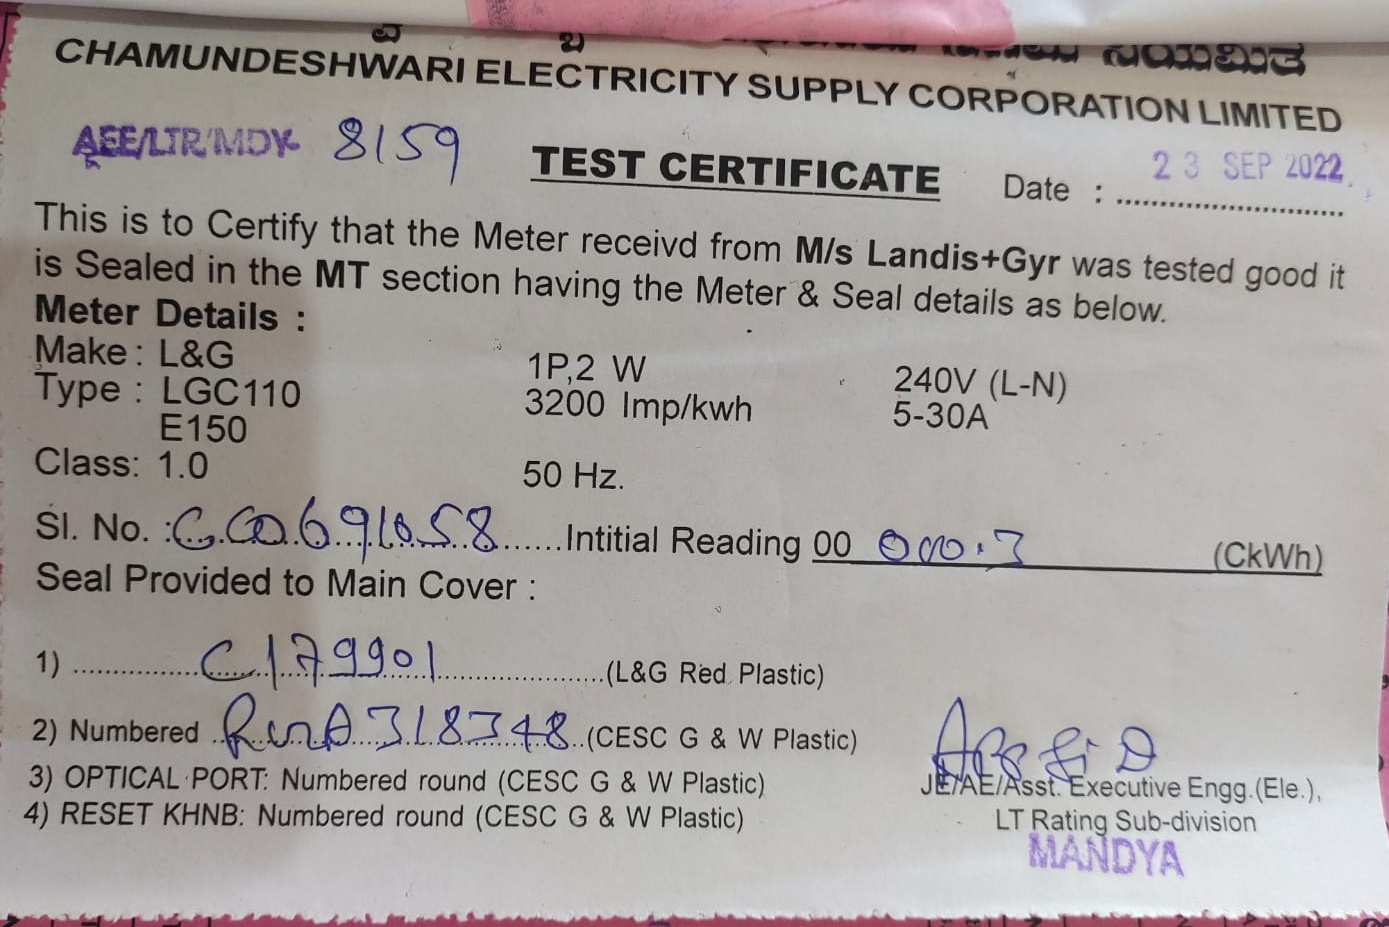 CHAMUNDESHWARI ELECTRICITY SUPPLY CORPORATION LIMITED
AEE/LTR/MDY- 8159
TEST CERTIFICATE Date : 23 SEP 2022
This is to Certify that the Meter receivd from M/s Landis+Gyr was tested good it
is Sealed in the MT section having the Meter & Seal details as below.
Meter Details :
Make : L&G 1P,2 W 240V (L-N)
Type : LGC110 3200 Imp/kwh 5-30A
E150
Class: 1.0 50 Hz.
Sl. No. : Intitial Reading 00 000.3 (CkWh)
Seal Provided to Main Cover :
1) C179901 (L&G Red Plastic)
2) Numbered 318348 (CESC G & W Plastic)
3) OPTICAL PORT: Numbered round (CESC G & W Plastic)
4) RESET KHNB: Numbered round (CESC G & W Plastic)
JE/AE/Asst. Executive Engg.(Ele.),
LT Rating Sub-division
MANDYA